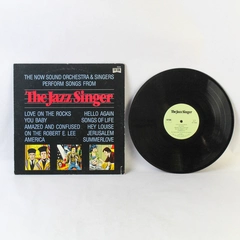 THE NOW SOUND ORCHESTRA & SINGERS
PERFORM SONGS FROM
The Jazz Singer
LOVE ON THE ROCKS
YOU BABY
AMAZED AND CONFUSED
ON THE ROBERT E. LEE
AMERICA
HELLO AGAIN
SONGS OF LIFE
HEY LOUISE
JERUSALEM
SUMMERLOVE
The Jazz Singer